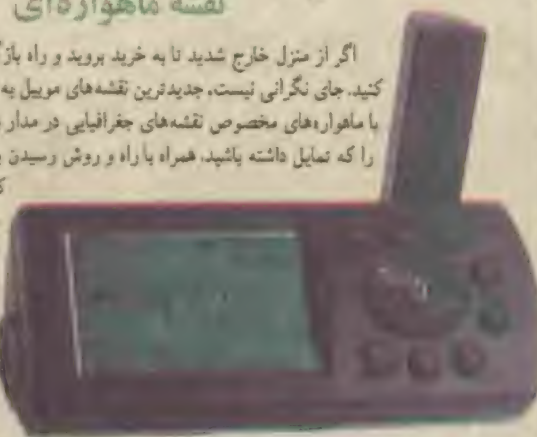 نقشه ماهواره‌ای
اگر از منزل خارج شدید تا به خرید بروید و راه
کنید. جای نگرانی نیست، جدیدترین نقشه‌های موبیل به
با ماهواره‌های مخصوص نقشه‌های جغرافیایی در مدار
را که تمایل داشته باشید، همراه با راه و روش رسیدن